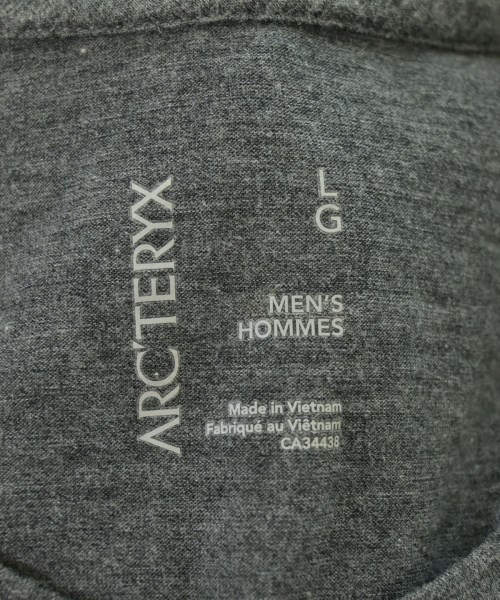 ARC'TERYX
L
G
MEN'S
HOMMES
Made in Vietnam
Fabriqué au Viêtnam
CA34438